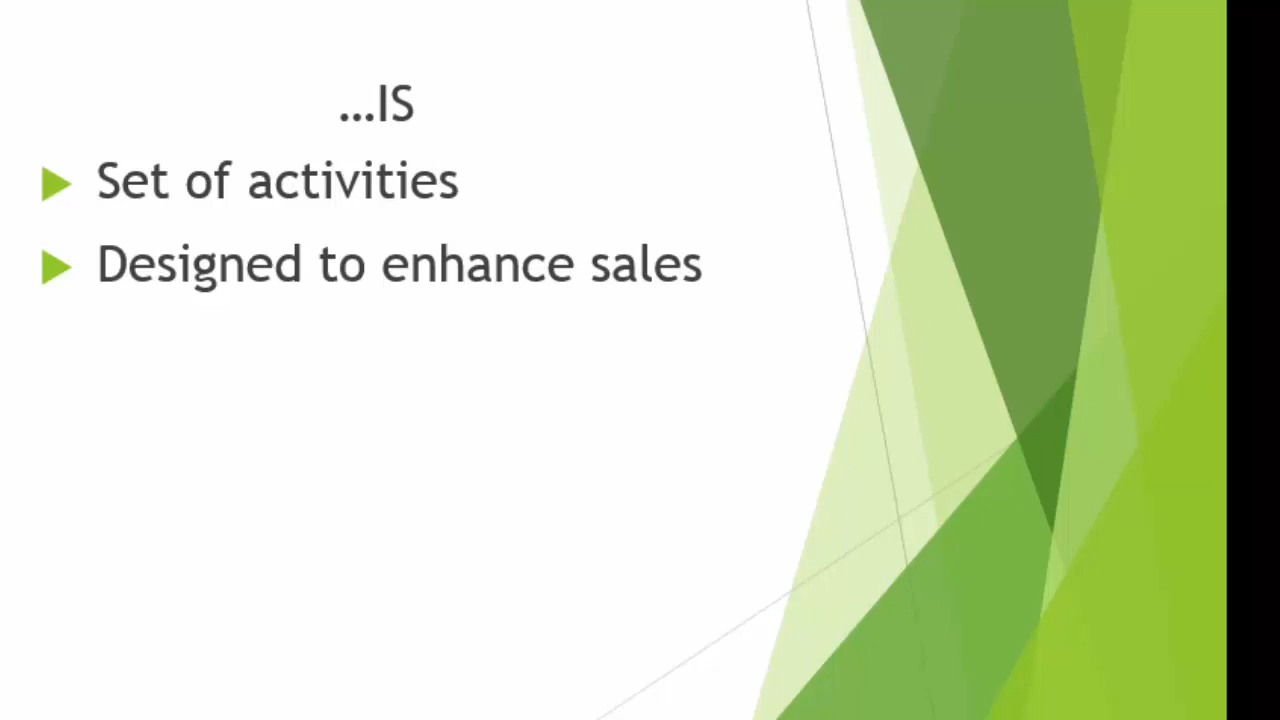 ...IS
Set of activities
Designed to enhance sales